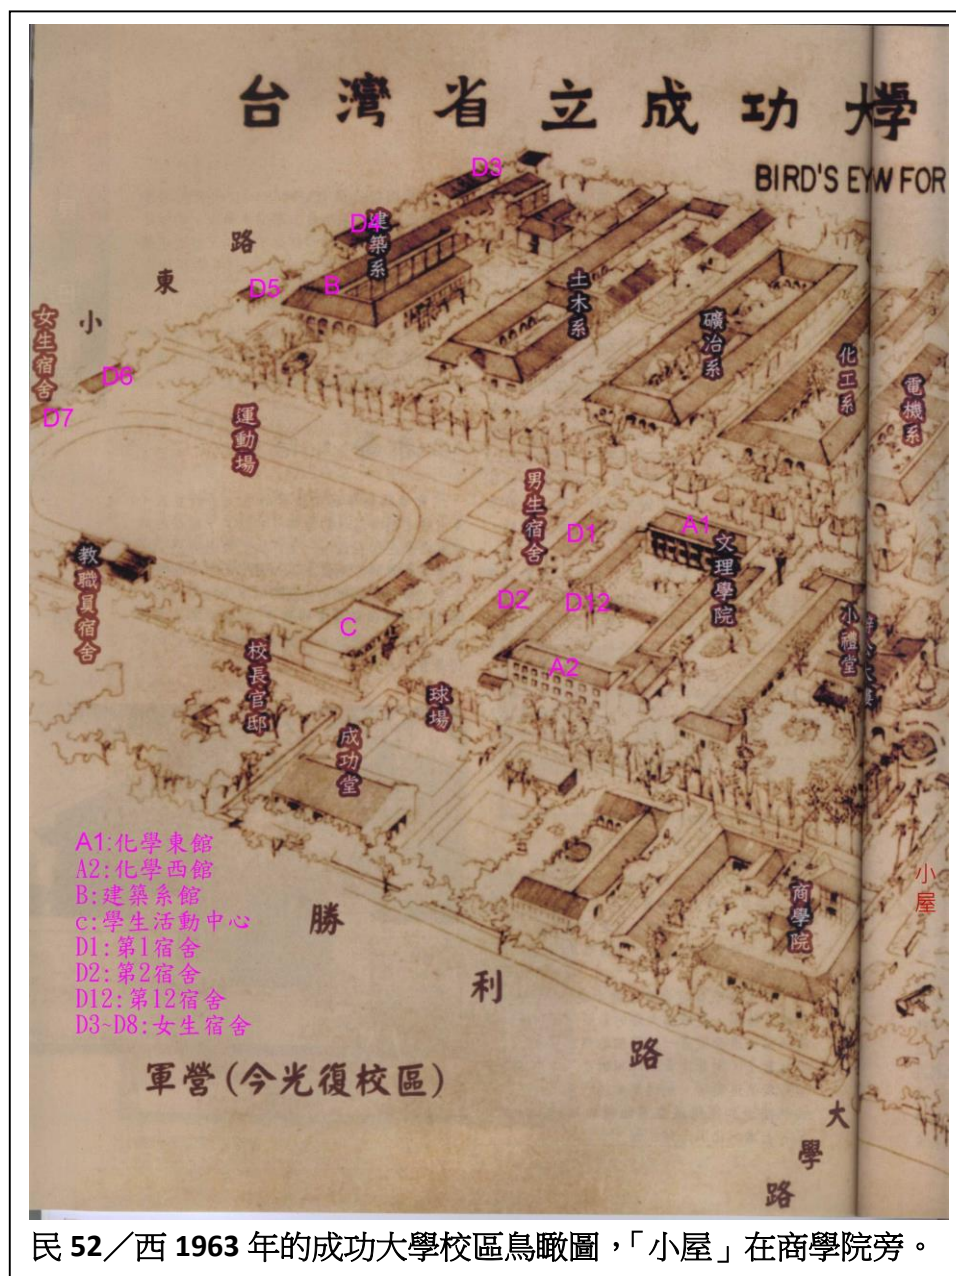 台灣省立成功大學
BIRD'S EYW FOR
D3
D4
建築系
小東路
D5
B
土木系
女生宿舍
礦冶系
化工系
電機系
D6
D7
運動場
男生宿舍
D1
A1
文理學院
教職員宿舍
D2
D12
C
小禮堂
校長官邸
A2
球場
成功堂
A1:化學東館
A2:化學西館
B:建築系館
c:學生活動中心
D1:第1宿舍
D2:第2宿舍
D12:第12宿舍
D3~D8:女生宿舍
商學院
小屋
勝利路
軍營(今光復校區)
大學路
民 52／西 1963 年的成功大學校區鳥瞰圖，「小屋」在商學院旁。